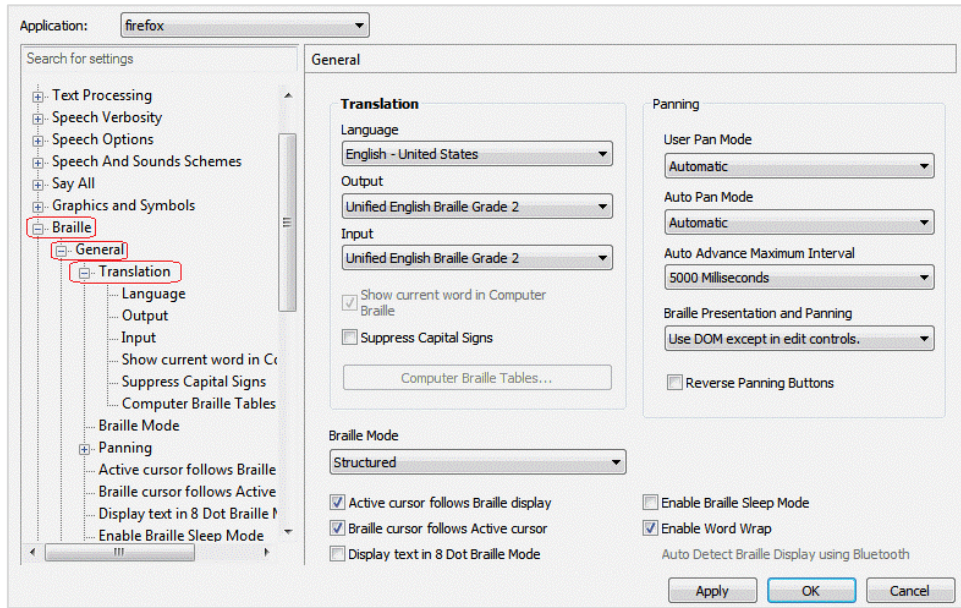 Application:
firefox
Search for settings
Text Processing
Speech Verbosity
Speech Options
Speech And Sounds Schemes
Say All
Graphics and Symbols
Braille
General
Translation
Language
Output
Input
Show current word in Co
Suppress Capital Signs
Computer Braille Tables
Braille Mode
Panning
Active cursor follows Braille
Braille cursor follows Active
Display text in 8 Dot Braille M
Enable Braille Sleep Mode
General
Translation
Language
English - United States
Output
Unified English Braille Grade 2
Input
Unified English Braille Grade 2
Show current word in Computer
Braille
Suppress Capital Signs
Computer Braille Tables...
Panning
User Pan Mode
Automatic
Auto Pan Mode
Automatic
Auto Advance Maximum Interval
5000 Milliseconds
Braille Presentation and Panning
Use DOM except in edit controls.
Reverse Panning Buttons
Braille Mode
Structured
Active cursor follows Braille display
Braille cursor follows Active cursor
Display text in 8 Dot Braille Mode
Enable Braille Sleep Mode
Enable Word Wrap
Auto Detect Braille Display using Bluetooth
Apply
OK
Cancel